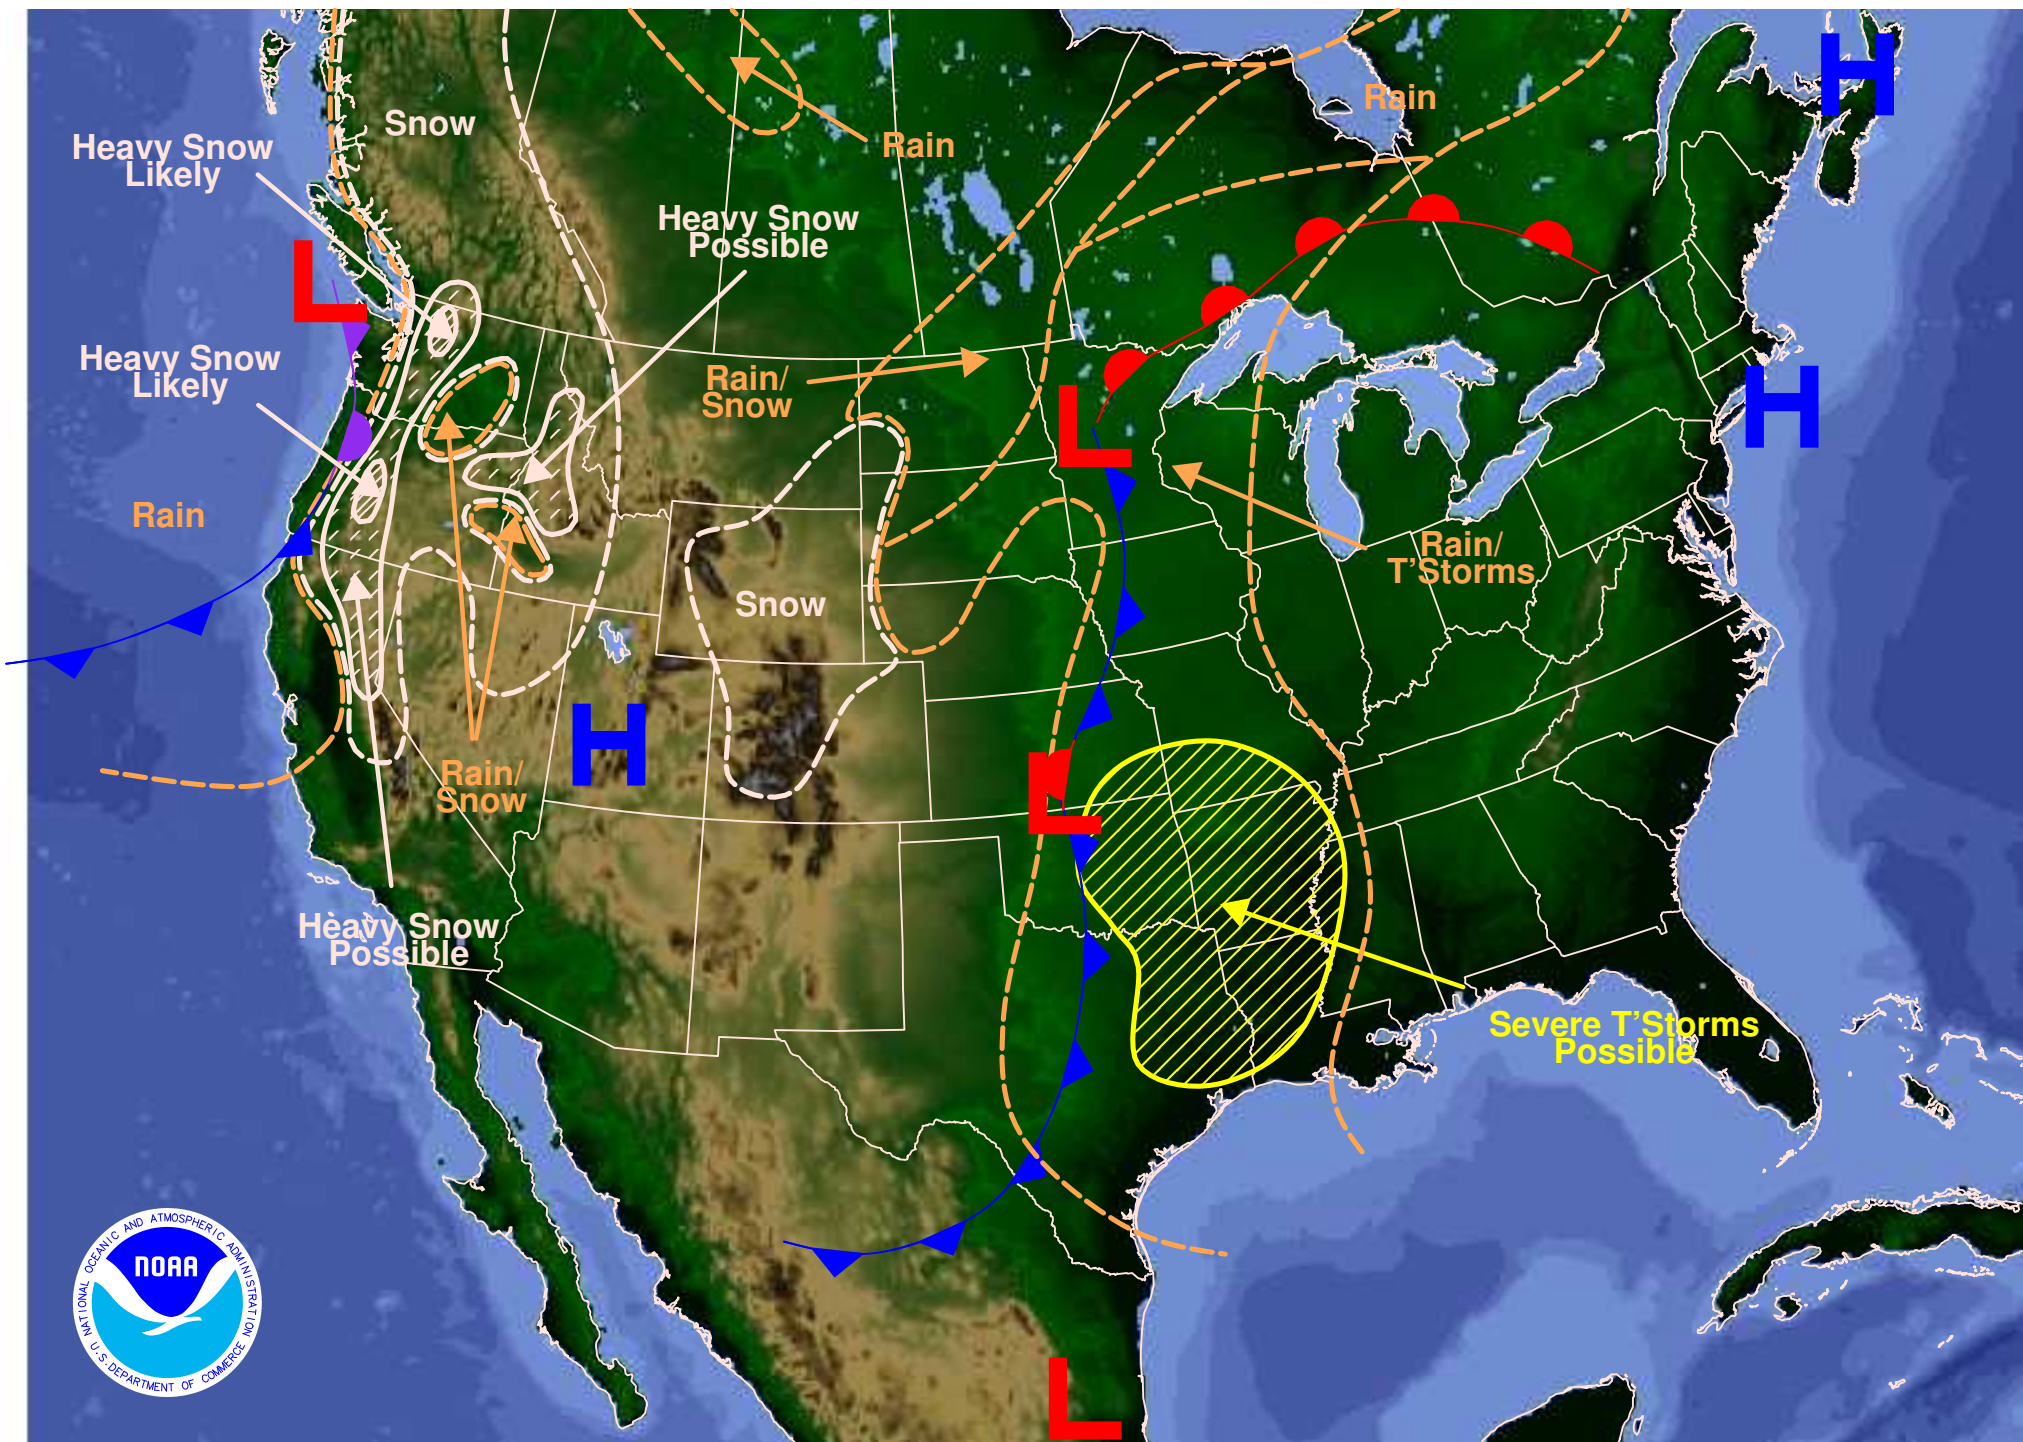 Snow
Heavy Snow
Likely
Rain
Rain
H
Heavy Snow
Possible
L
Heavy Snow
Likely
Rain/
Snow
H
L
Rain
Rain/
T'Storms
Snow
H
Rain/
Snow
L
Heavy Snow
Possible
Severe T'Storms
Possible
NATIONAL OCEANIC AND ATMOSPHERIC ADMINISTRATION
NOAA
U.S. DEPARTMENT OF COMMERCE
L